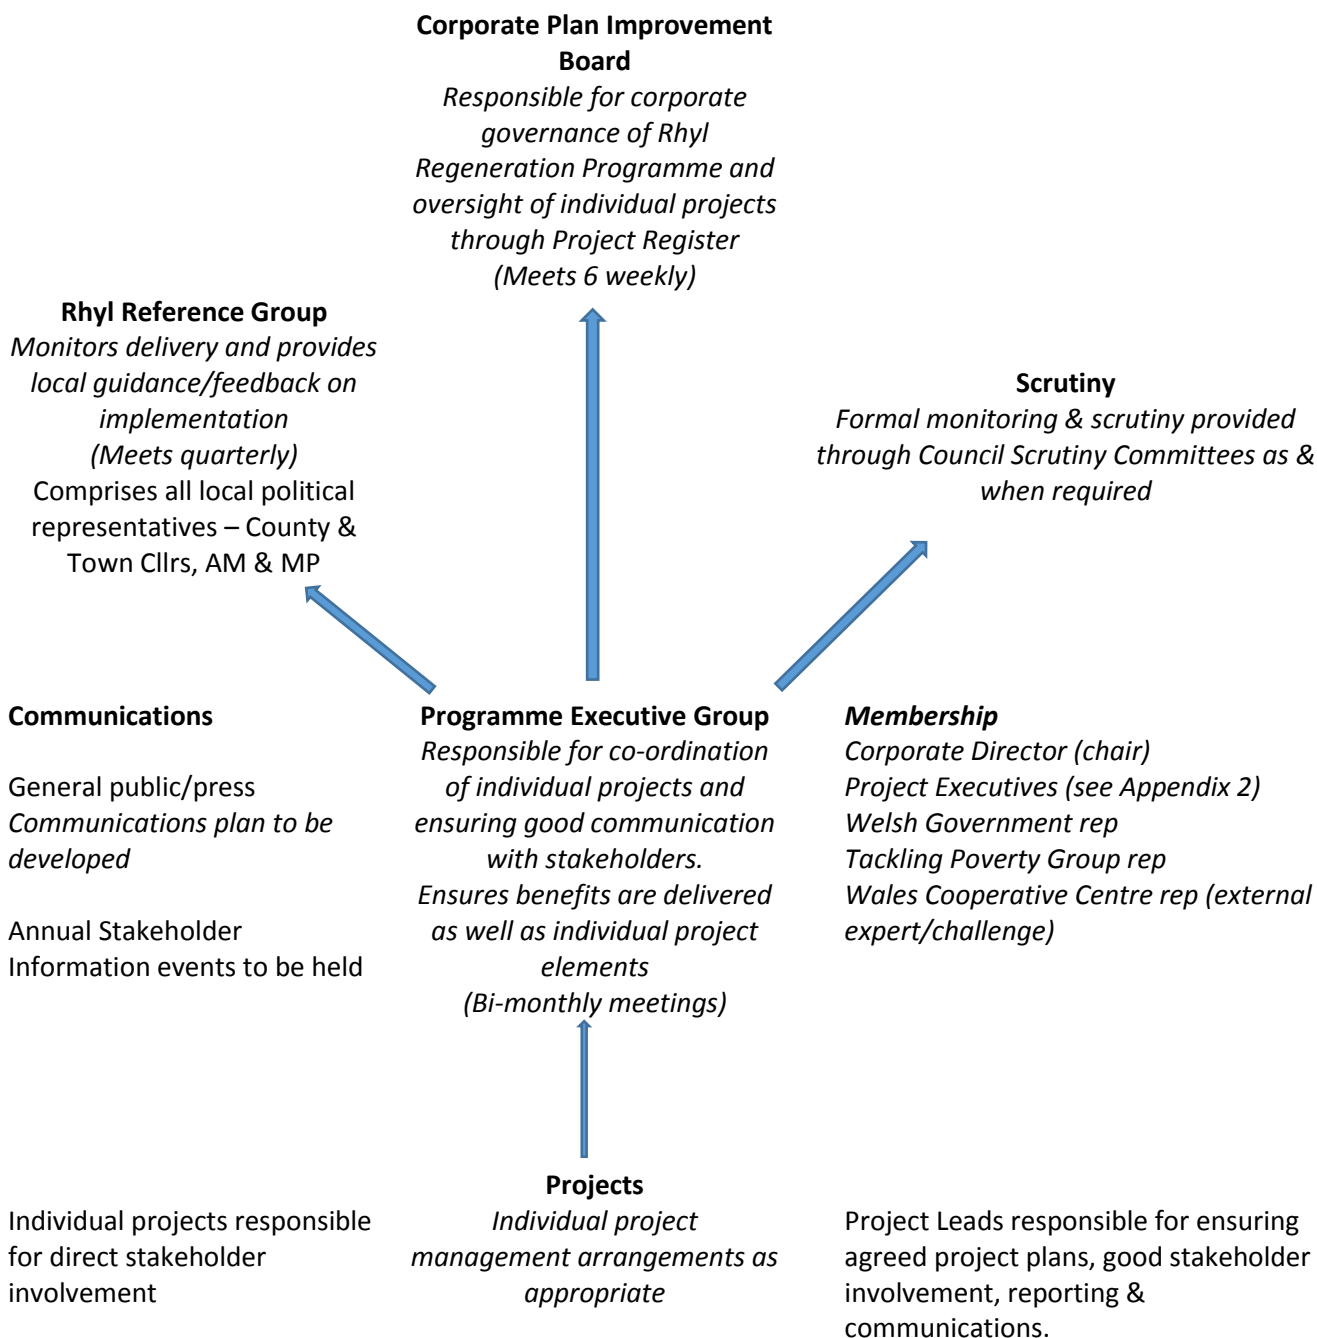 Corporate Plan Improvement
Board
Responsible for corporate
governance of Rhyl
Regeneration Programme and
oversight of individual projects
through Project Register
(Meets 6 weekly)
Rhyl Reference Group
Monitors delivery and provides
local guidance/feedback on
implementation
(Meets quarterly)
Comprises all local political
representatives – County &
Town Cllrs, AM & MP
Scrutiny
Formal monitoring & scrutiny provided
through Council Scrutiny Committees as &
when required
Communications
General public/press
Communications plan to be
developed
Annual Stakeholder
Information events to be held
Programme Executive Group
Responsible for co-ordination
of individual projects and
ensuring good communication
with stakeholders.
Ensures benefits are delivered
as well as individual project
elements
(Bi-monthly meetings)
Membership
Corporate Director (chair)
Project Executives (see Appendix 2)
Welsh Government rep
Tackling Poverty Group rep
Wales Cooperative Centre rep (external
expert/challenge)
Individual projects responsible
for direct stakeholder
involvement
Projects
Individual project
management arrangements as
appropriate
Project Leads responsible for ensuring
agreed project plans, good stakeholder
involvement, reporting &
communications.